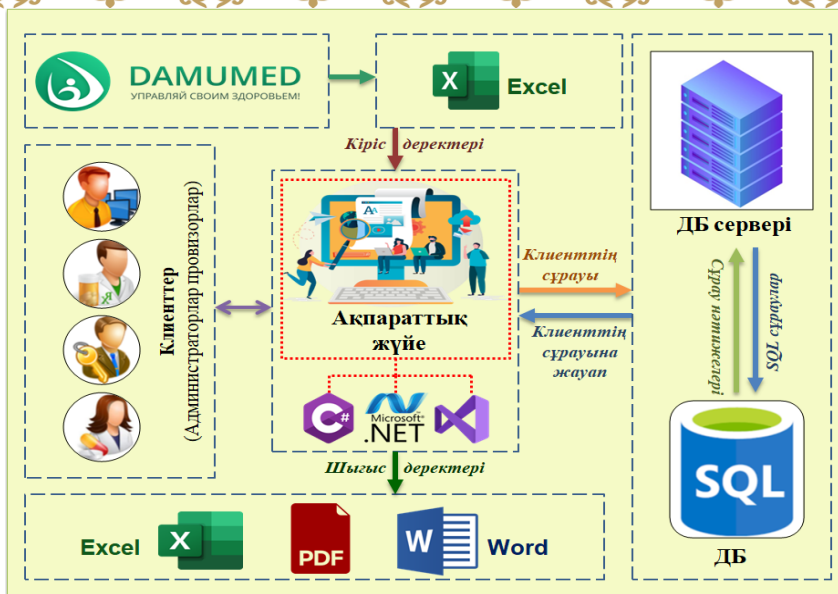 DAMUMED
УПРАВЛЯЙ СВОИМ ЗДОРОВЬЕМ!
X
Excel
Кіріс деректері
Клиенттер
(Администраторлар провизорлар)
Ақпараттық
жүйе
C#
Microsoft®
.NET
Клиенттің
сұрауы
Клиенттің
сұрауына
жауап
ДБ сервері
Сұрау нәтижелері
SQL сұраулар
SQL
ДБ
Шығыс деректері
Excel
X
PDF
W
Word